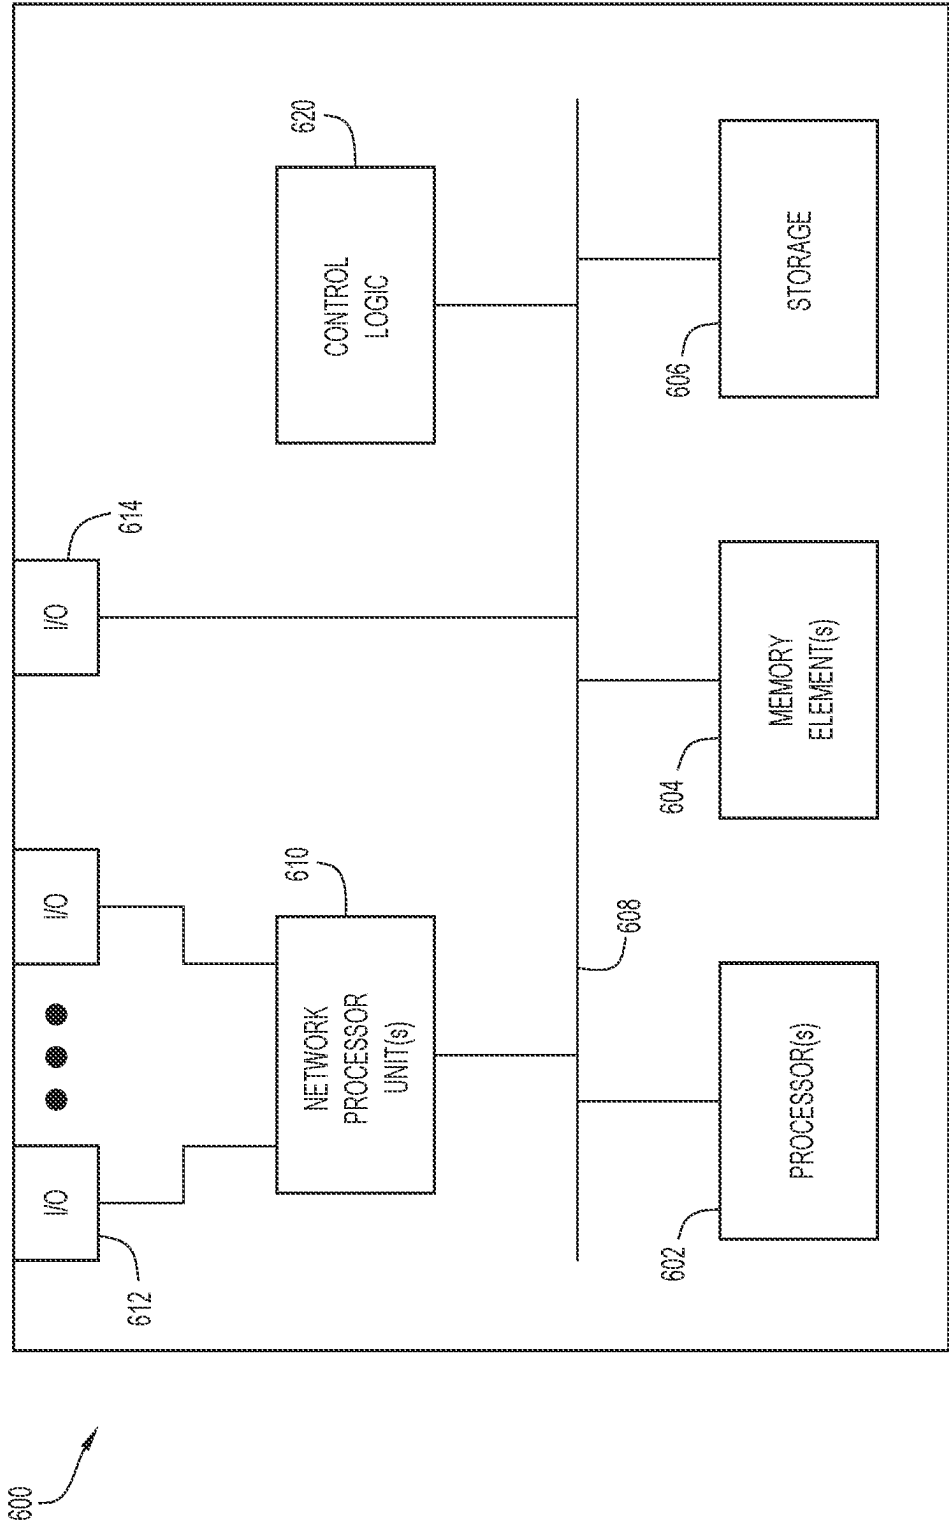 600
612
I/O
I/O
I/O
614
610
NETWORK
PROCESSOR
UNIT(s)
620
CONTROL
LOGIC
608
602
PROCESSOR(s)
604
MEMORY
ELEMENT(s)
606
STORAGE